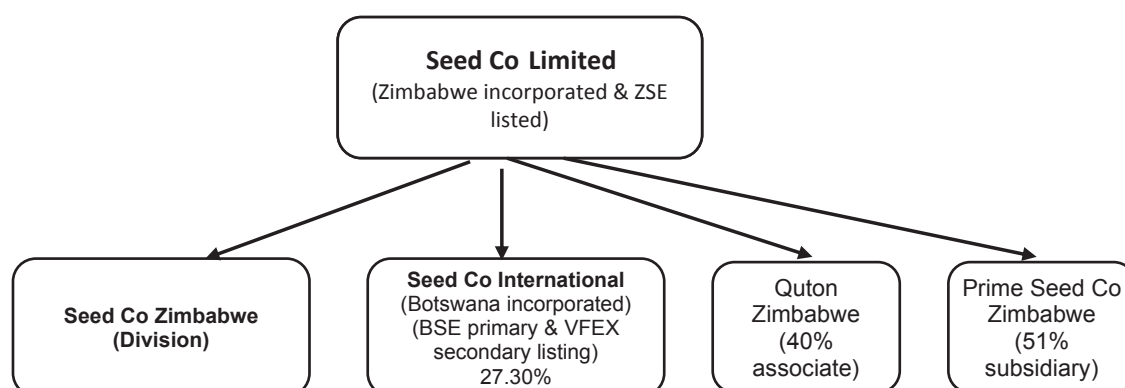 Seed Co Limited
(Zimbabwe incorporated & ZSE
listed)
Seed Co Zimbabwe
(Division)
Seed Co International
(Botswana incorporated)
(BSE primary & VFEX
secondary listing)
27.30%
Quton
Zimbabwe
(40%
associate)
Prime Seed Co
Zimbabwe
(51%
subsidiary)